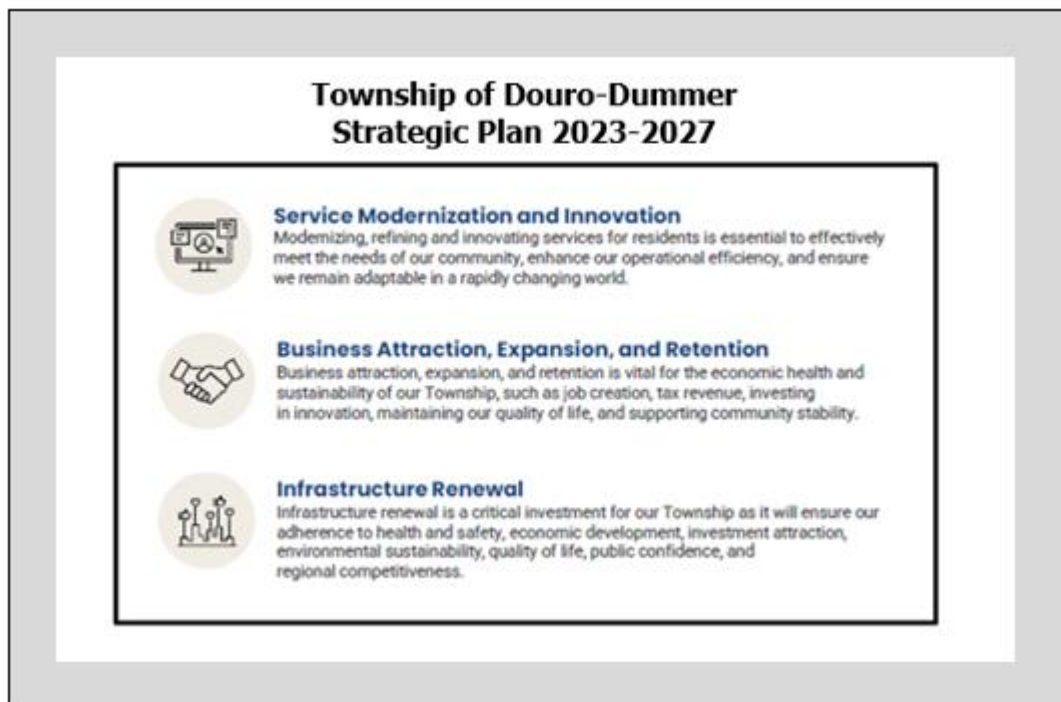 Township of Douro-Dummer
Strategic Plan 2023-2027
Service Modernization and Innovation
Modernizing, refining and innovating services for residents is essential to effectively
meet the needs of our community, enhance our operational efficiency, and ensure
we remain adaptable in a rapidly changing world.
Business Attraction, Expansion, and Retention
Business attraction, expansion, and retention is vital for the economic health and
sustainability of our Township, such as job creation, tax revenue, investing
in innovation, maintaining our quality of life, and supporting community stability.
Infrastructure Renewal
Infrastructure renewal is a critical investment for our Township as it will ensure our
adherence to health and safety, economic development, investment attraction,
environmental sustainability, quality of life, public confidence, and
regional competitiveness.